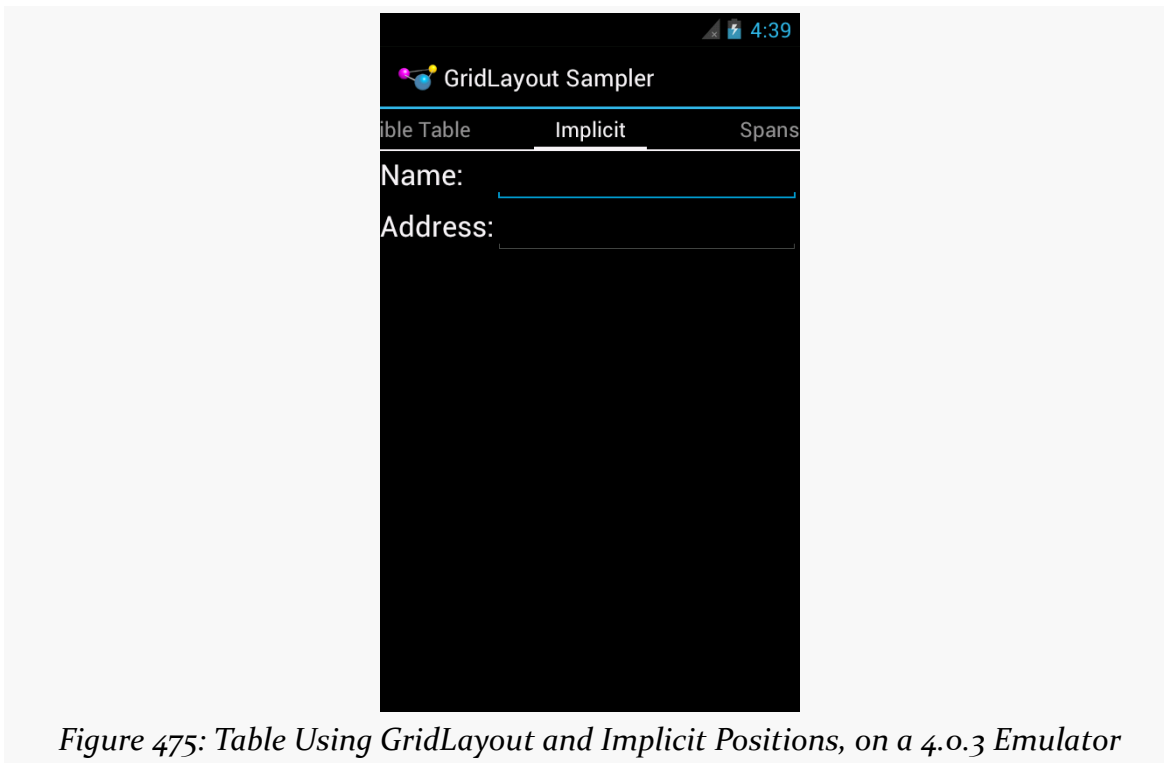 4:39
GridLayout Sampler
ible Table Implicit Spans
Name:
Address:
Figure 475: Table Using GridLayout and Implicit Positions, on a 4.0.3 Emulator